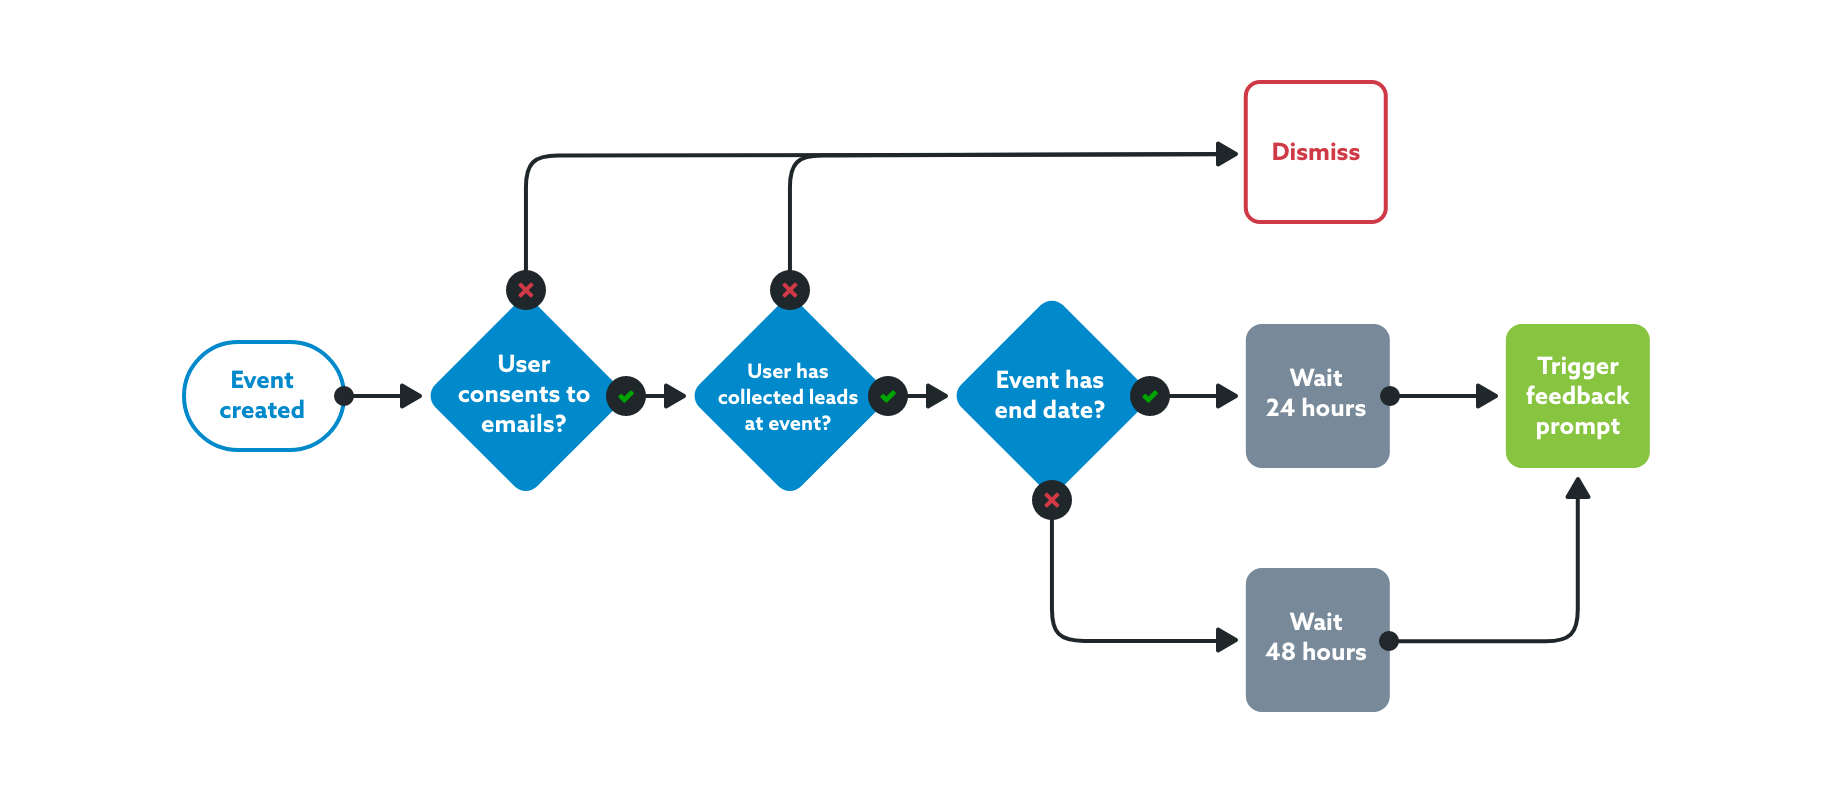 Dismiss
Event
created
User
consents to
emails?
User has
collected leads
at event?
Event has
end date?
Wait
24 hours
Trigger
feedback
prompt
Wait
48 hours